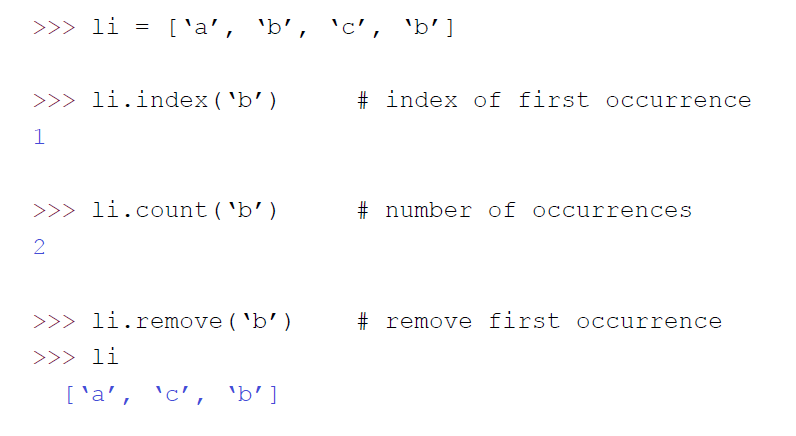 >>> li = [‘a’, ‘b’, ‘c’, ‘b’]
>>> li.index(‘b’)     # index of first occurrence
1
>>> li.count(‘b’)     # number of occurrences
2
>>> li.remove(‘b’)    # remove first occurrence
>>> li
  [‘a’, ‘c’, ‘b’]